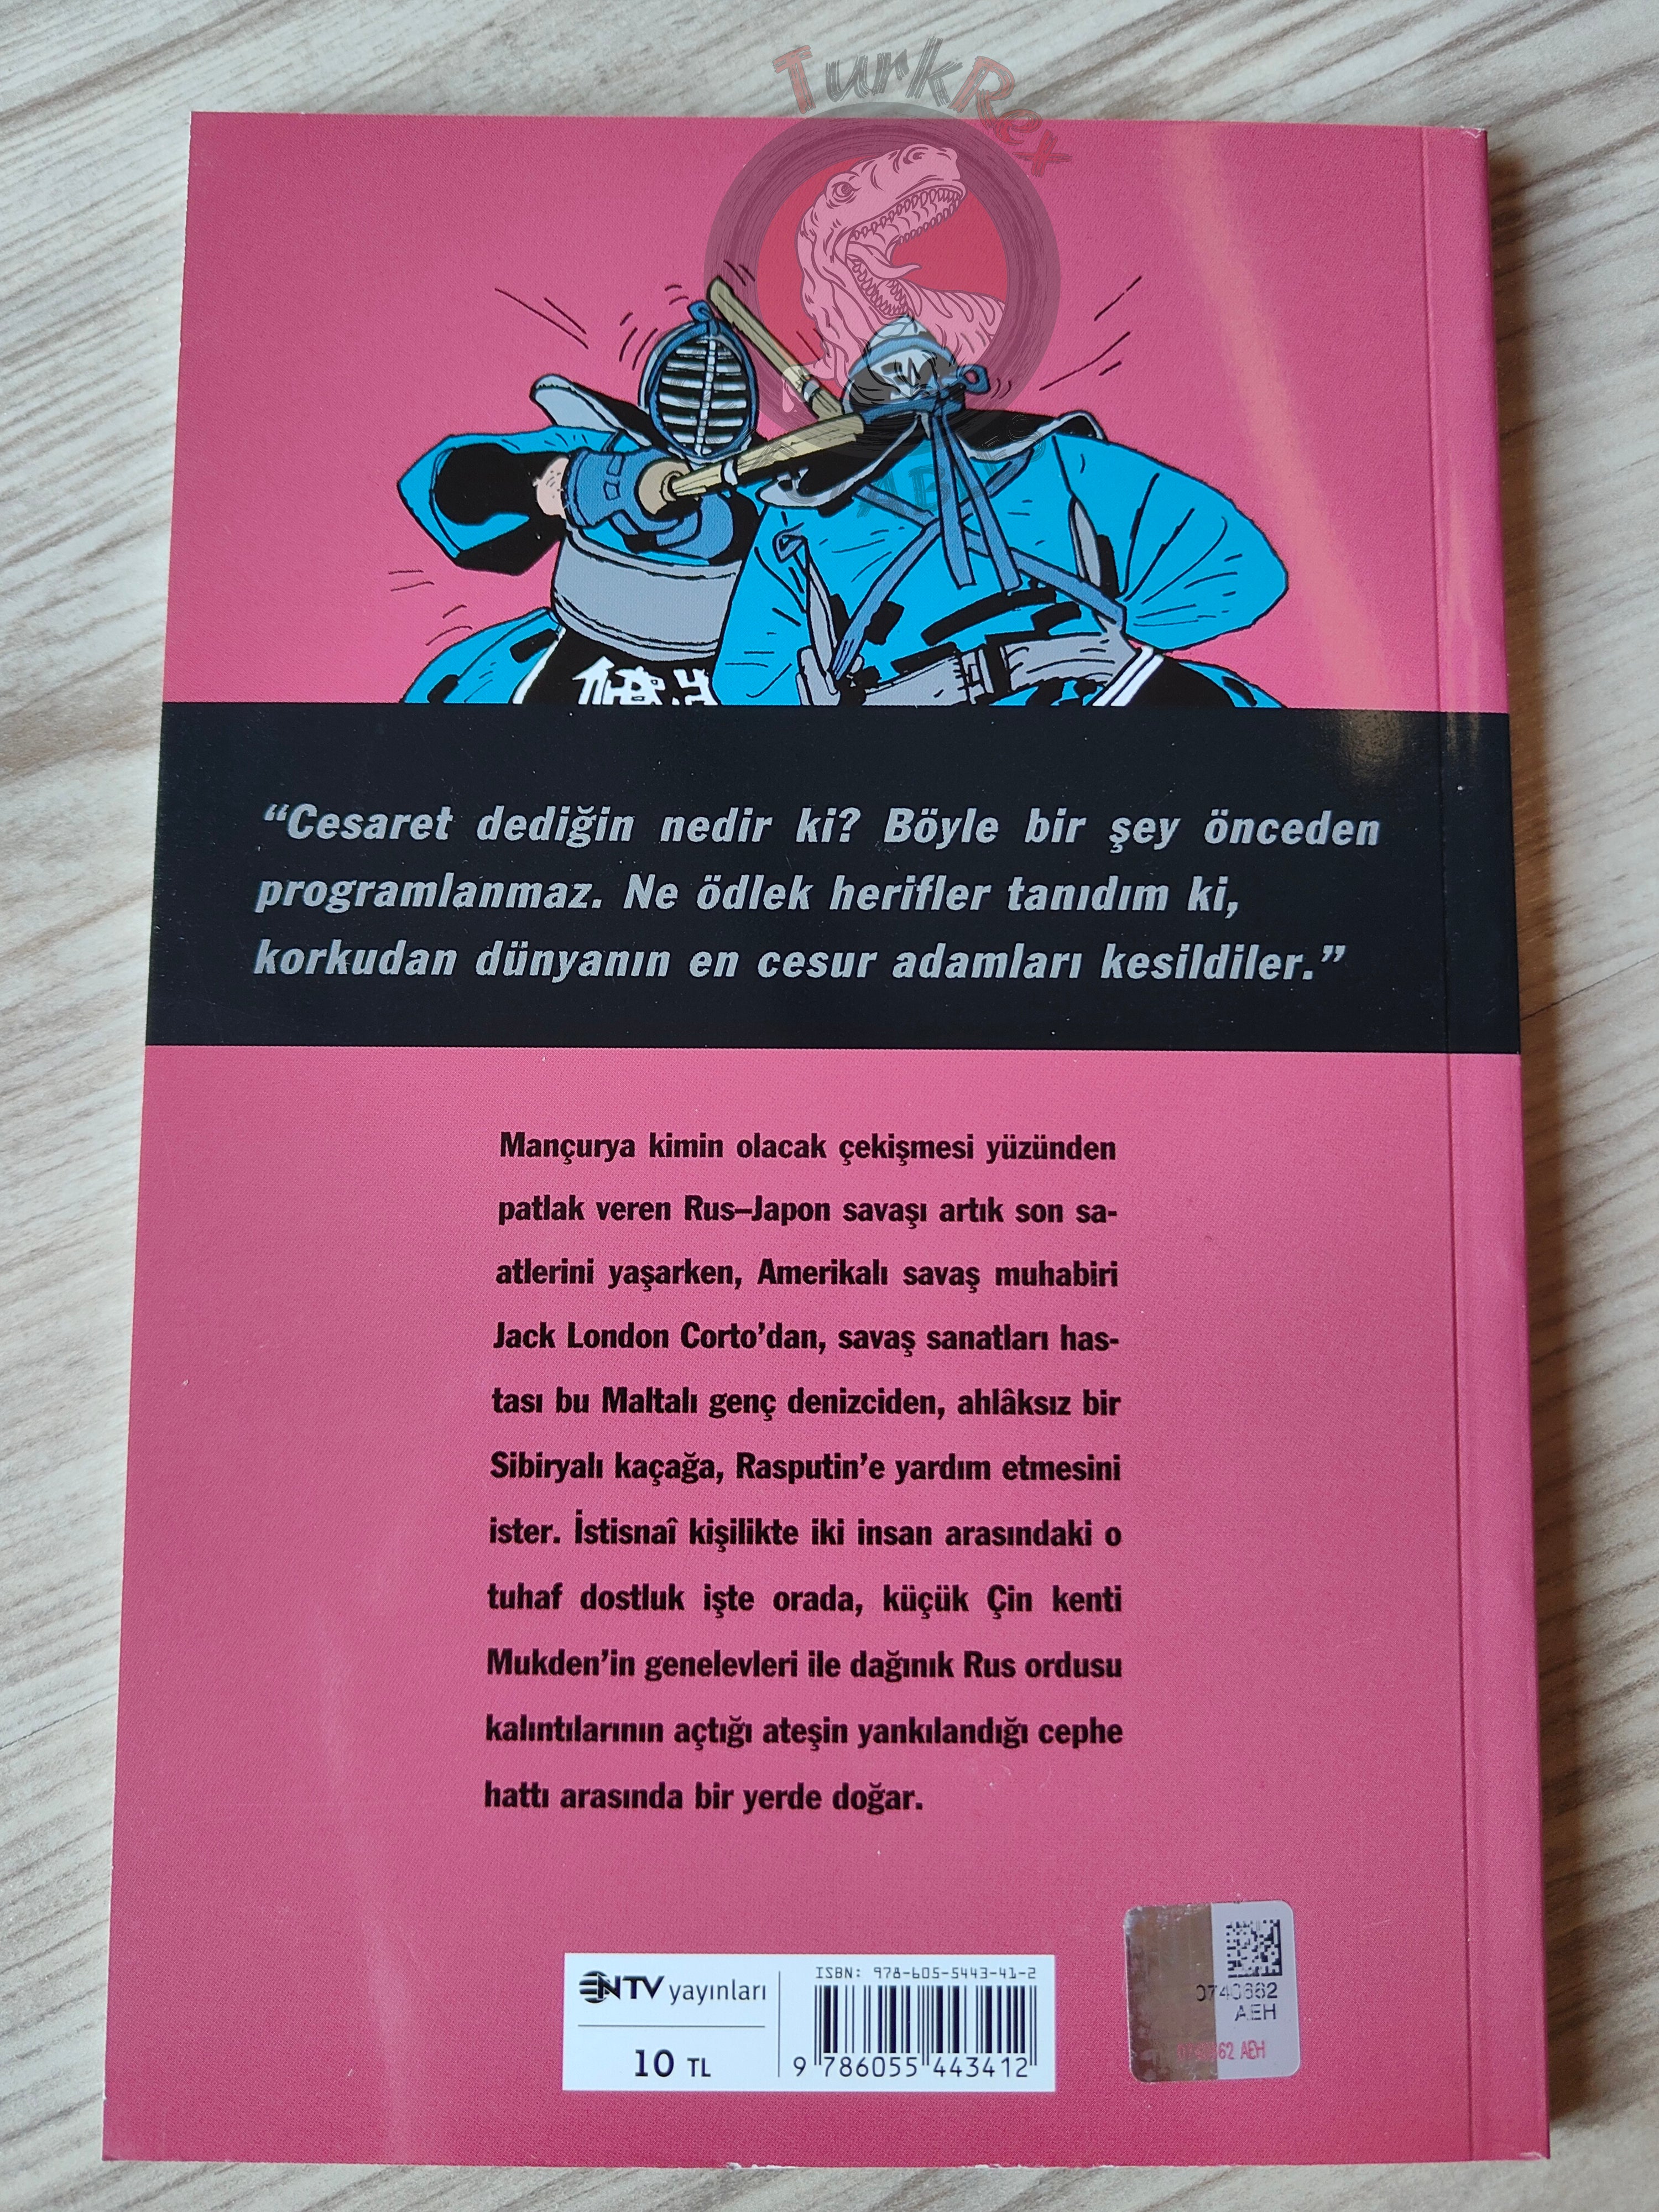 TurkRex
“Cesaret dediğin nedir ki? Böyle bir şey önceden
programlanmaz. Ne ödlek herifler tanıdım ki,
korkudan dünyanın en cesur adamları kesildiler.”
Mançurya kimin olacak çekişmesi yüzünden
patlak veren Rus–Japon savaşı artık son sa-
atlerini yaşarken, Amerikalı savaş muhabiri
Jack London Corto’dan, savaş sanatları has-
tası bu Maltalı genç denizciden, ahlâksız bir
Sibiryalı kaçağa, Rasputin’e yardım etmesini
ister. İstisnaî kişilikte iki insan arasındaki o
tuhaf dostluk işte orada, küçük Çin kenti
Mukden’in genelevleri ile dağınık Rus ordusu
kalıntılarının açtığı ateşin yankılandığı cephe
hattı arasında bir yerde doğar.
NTV yayınları
10 TL
ISBN: 978-605-5443-41-2
9 786055 443412
0740662
AEH